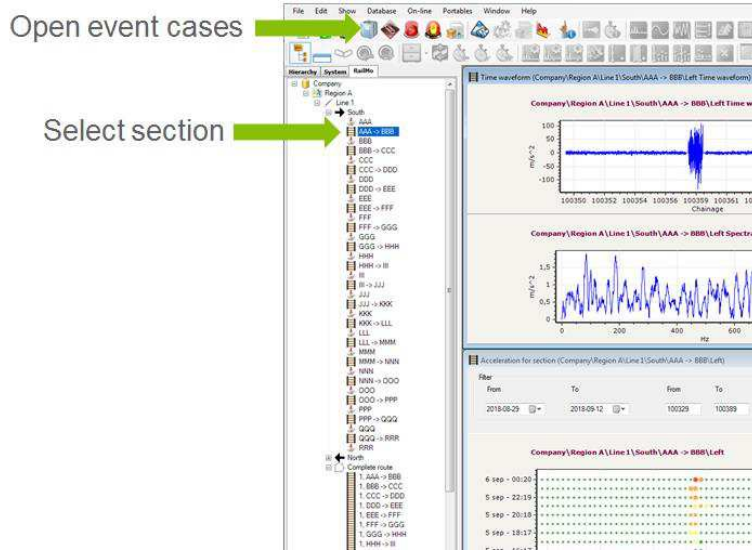 Open event cases
Select section
File Edit Show Database On-line Portables Window Help
Hierarchy System RailMo
Company
Region A
Line 1
South
AAA
AAA -> BBB
BBB
BBB -> CCC
CCC
CCC -> DDD
DDD
DDD -> EEE
EEE
EEE -> FFF
FFF
FFF -> GGG
GGG
GGG -> HHH
HHH
HHH -> III
III
III -> JJJ
JJJ
JJJ -> KKK
KKK
KKK -> LLL
LLL
LLL -> MMM
MMM
MMM -> NNN
NNN
NNN -> OOO
OOO
OOO -> PPP
PPP
PPP -> QQQ
QQQ
QQQ -> RRR
RRR
North
Complete route
1. AAA -> BBB
1. BBB -> CCC
1. CCC -> DDD
1. DDD -> EEE
1. EEE -> FFF
1. FFF -> GGG
1. GGG -> HHH
1. HHH -> III
Time waveform (Company\Region A\Line 1\South\AAA -> BBB\Left Time waveform)
Company\Region A\Line 1\South\AAA -> BBB\Left Time w
100
50
0
-50
-100
m/s^2
100350 100352 100354 100356 100359 100361 10
Chainage
Company\Region A\Line 1\South\AAA -> BBB\Left Spectra
1,5
1
0,5
0
m/s^2
0 200 400 600
Hz
Acceleration for section (Company\Region A\Line 1\South\AAA -> BBB\Left)
Filter
From To From To
2018-08-29 2018-09-12 100329 100389
Company\Region A\Line 1\South\AAA -> BBB\Left
6 sep - 00:20
5 sep - 22:19
5 sep - 20:18
5 sep - 18:17